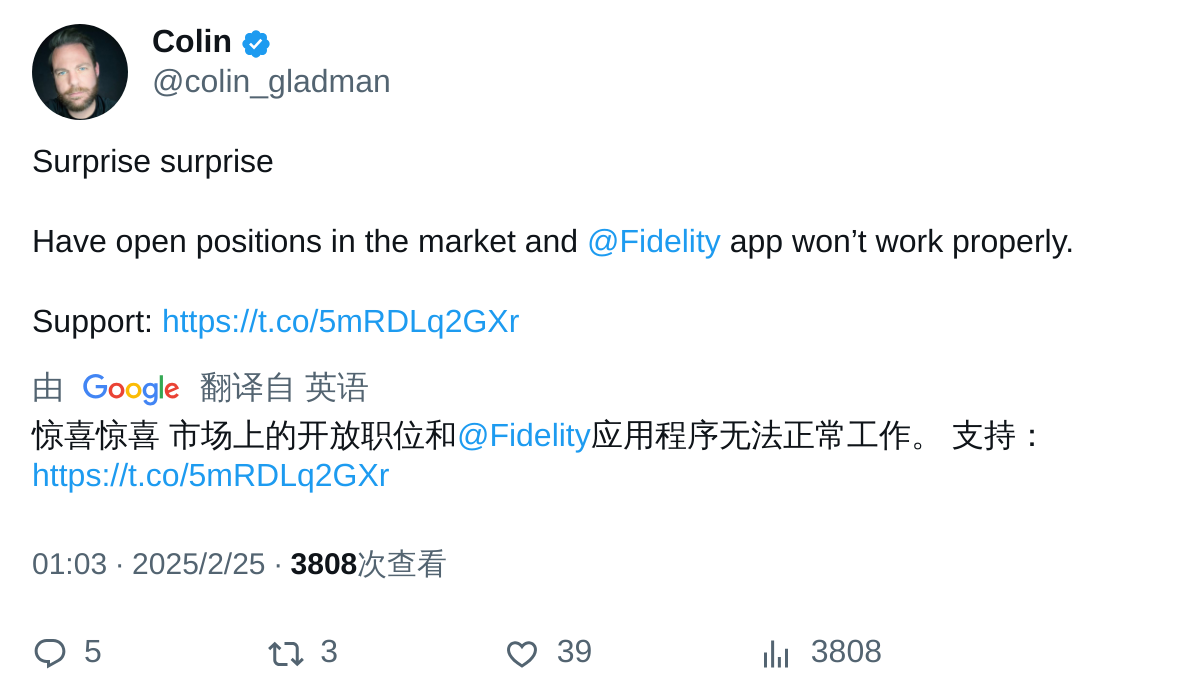 Colin
@colin_gladman
Surprise surprise
Have open positions in the market and @Fidelity app won’t work properly.
Support: https://t.co/5mRDLq2GXr
由 Google 翻译自 英语
惊喜惊喜 市场上的开放职位和@Fidelity应用程序无法正常工作。 支持：
https://t.co/5mRDLq2GXr
01:03 · 2025/2/25 · 3808次查看
5 3 39 3808